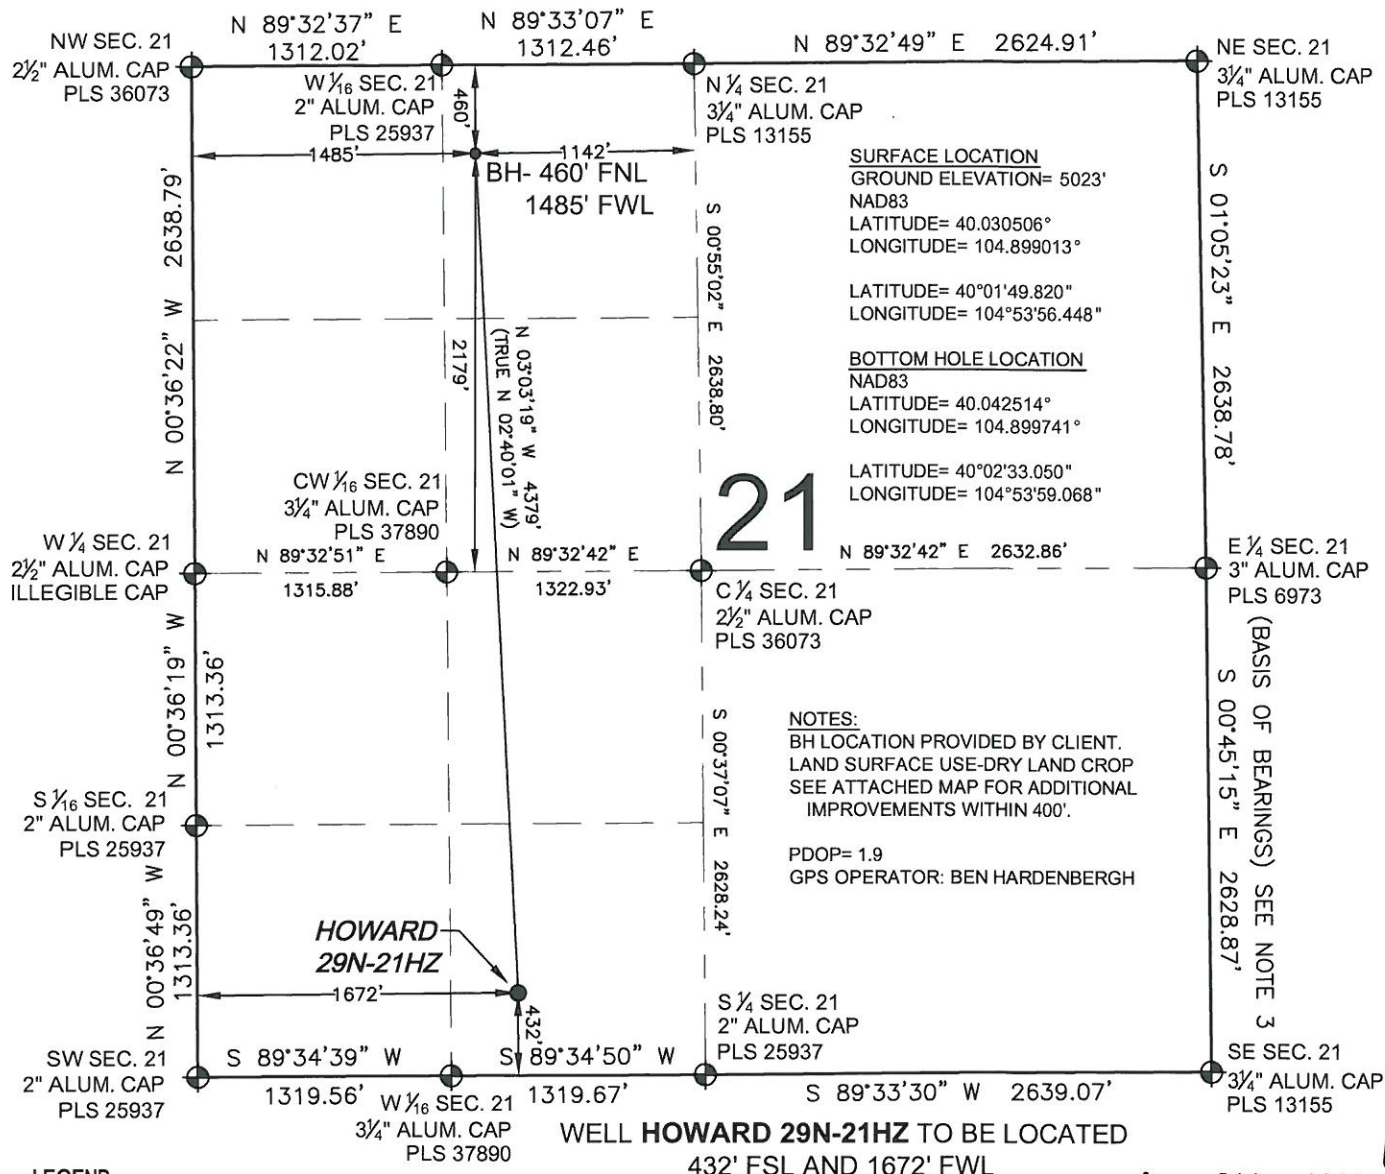 N 89°32'37" E
1312.02'
N 89°33'07" E
1312.46'
N 89°32'49" E 2624.91'
NW SEC. 21
2½" ALUM. CAP
PLS 36073
W ⅟16 SEC. 21
2" ALUM. CAP
PLS 25937
N ¼ SEC. 21
3¼" ALUM. CAP
PLS 13155
NE SEC. 21
3¼" ALUM. CAP
PLS 13155
460'
1485'
1142'
BH- 460' FNL
1485' FWL
SURFACE LOCATION
GROUND ELEVATION= 5023'
NAD83
LATITUDE= 40.030506°
LONGITUDE= 104.899013°
LATITUDE= 40°01'49.820"
LONGITUDE= 104°53'56.448"
BOTTOM HOLE LOCATION
NAD83
LATITUDE= 40.042514°
LONGITUDE= 104.899741°
LATITUDE= 40°02'33.050"
LONGITUDE= 104°53'59.068"
N 00°36'22" W 2638.79'
2179'
N 03°03'19" W 4379'
(TRUE N 02°40'01" W)
S 00°55'02" E 2638.80'
S 01°05'23" E 2638.78'
21
CW ⅟16 SEC. 21
3¼" ALUM. CAP
PLS 37890
W ¼ SEC. 21
2½" ALUM. CAP
ILLEGIBLE CAP
N 89°32'51" E
1315.88'
N 89°32'42" E
1322.93'
N 89°32'42" E 2632.86'
C ¼ SEC. 21
2½" ALUM. CAP
PLS 36073
E ¼ SEC. 21
3" ALUM. CAP
PLS 6973
N 00°36'19" W
1313.36'
S 00°37'07" E 2628.24'
NOTES:
BH LOCATION PROVIDED BY CLIENT.
LAND SURFACE USE-DRY LAND CROP
SEE ATTACHED MAP FOR ADDITIONAL
IMPROVEMENTS WITHIN 400'.
PDOP= 1.9
GPS OPERATOR: BEN HARDENBERGH
S 00°45'15" E 2628.87'
(BASIS OF BEARINGS) SEE NOTE 3
S ⅟16 SEC. 21
2" ALUM. CAP
PLS 25937
N 00°36'49" W
1313.36'
HOWARD
29N-21HZ
1672'
432'
S ¼ SEC. 21
2" ALUM. CAP
PLS 25937
SW SEC. 21
2" ALUM. CAP
PLS 25937
S 89°34'39" W
1319.56'
S 89°34'50" W
1319.67'
S 89°33'30" W 2639.07'
SE SEC. 21
3¼" ALUM. CAP
PLS 13155
W ⅟16 SEC. 21
3¼" ALUM. CAP
PLS 37890
WELL HOWARD 29N-21HZ TO BE LOCATED
432' FSL AND 1672' FWL
LEGEND